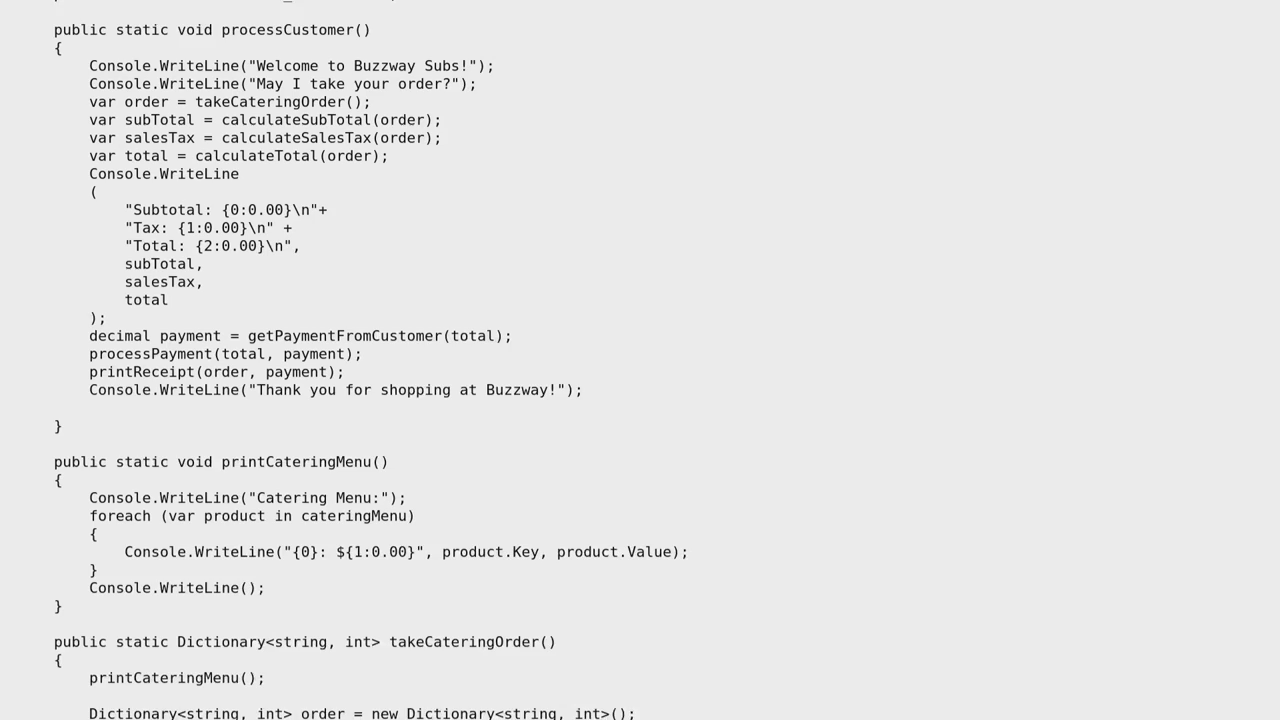 public static void processCustomer()
{
Console.WriteLine("Welcome to Buzzway Subs!");
Console.WriteLine("May I take your order?");
var order = takeCateringOrder();
var subTotal = calculateSubTotal(order);
var salesTax = calculateSalesTax(order);
var total = calculateTotal(order);
Console.WriteLine
(
"Subtotal: {0:0.00}\n"+
"Tax: {1:0.00}\n" +
"Total: {2:0.00}\n",
subTotal,
salesTax,
total
);
decimal payment = getPaymentFromCustomer(total);
processPayment(total, payment);
printReceipt(order, payment);
Console.WriteLine("Thank you for shopping at Buzzway!");
}
public static void printCateringMenu()
{
Console.WriteLine("Catering Menu:");
foreach (var product in cateringMenu)
{
Console.WriteLine("{0}: ${1:0.00}", product.Key, product.Value);
}
Console.WriteLine();
}
public static Dictionary<string, int> takeCateringOrder()
{
printCateringMenu();
Dictionary<string, int> order = new Dictionary<string, int>();